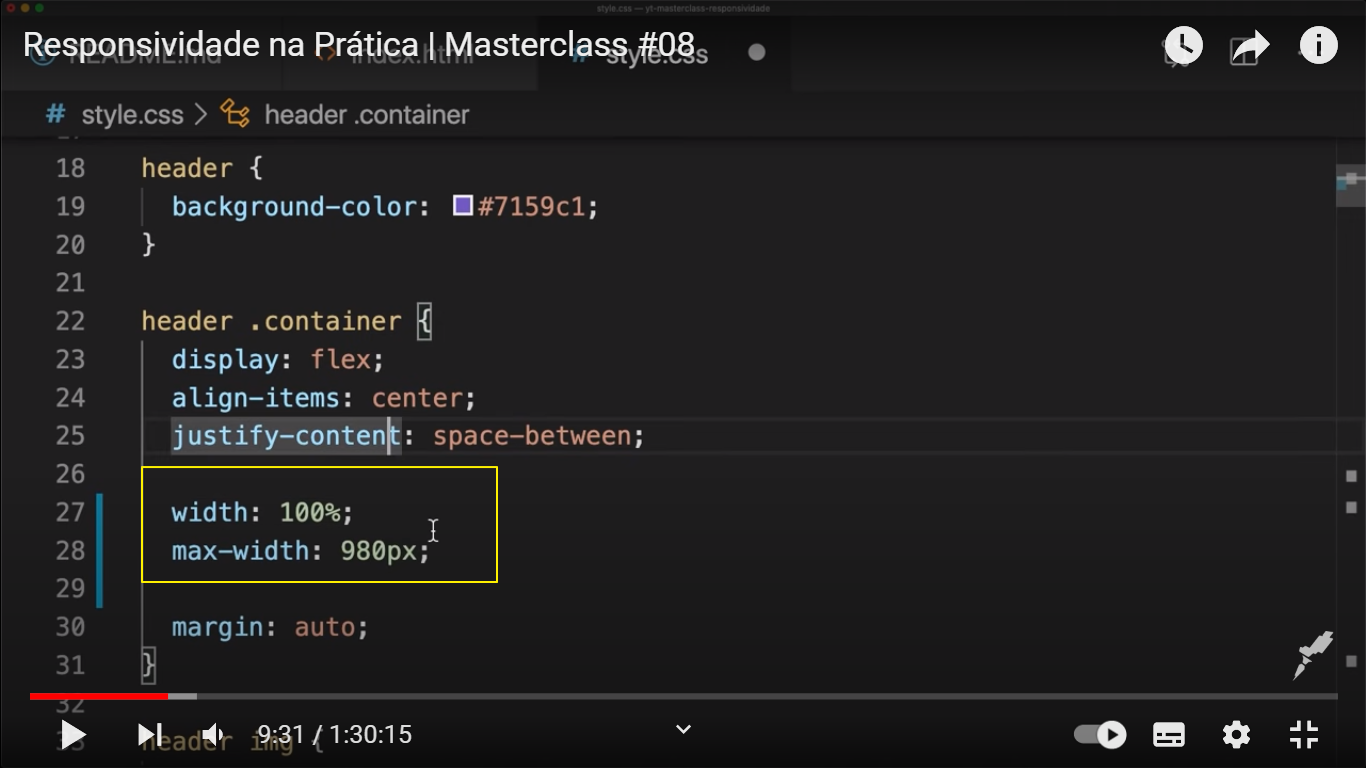 style.css — yt-masterclass-responsividade
Responsividade na Prática | Masterclass #08
README.md
<> index.html
# style.css
# style.css > header .container
18 header {
19 background-color: #7159c1;
20 }
21
22 header .container {
23 display: flex;
24 align-items: center;
25 justify-content: space-between;
26
27 width: 100%;
28 max-width: 980px;
29
30 margin: auto;
31 }
32
33 header img {
9:31 / 1:30:15